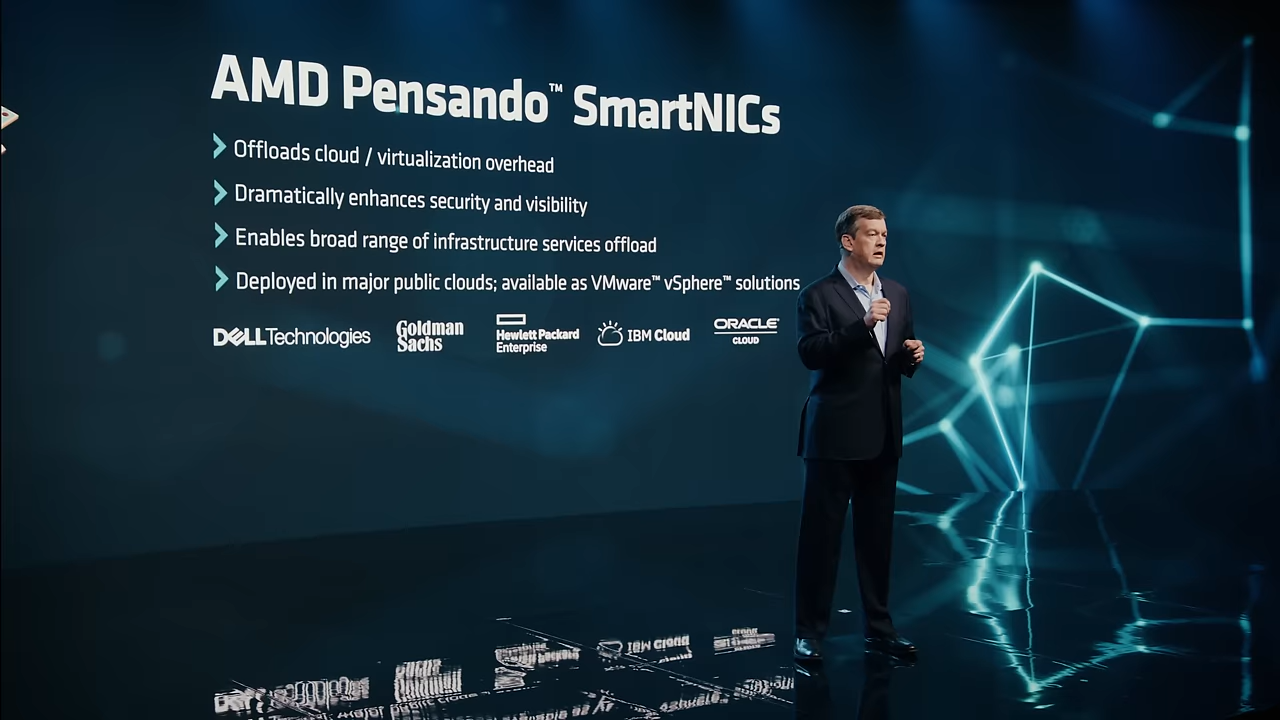 AMD Pensando™ SmartNICs
Offloads cloud / virtualization overhead
Dramatically enhances security and visibility
Enables broad range of infrastructure services offload
Deployed in major public clouds; available as VMware™ vSphere™ solutions
DELL Technologies
Goldman
Sachs
Hewlett Packard
Enterprise
IBM Cloud
ORACLE
CLOUD